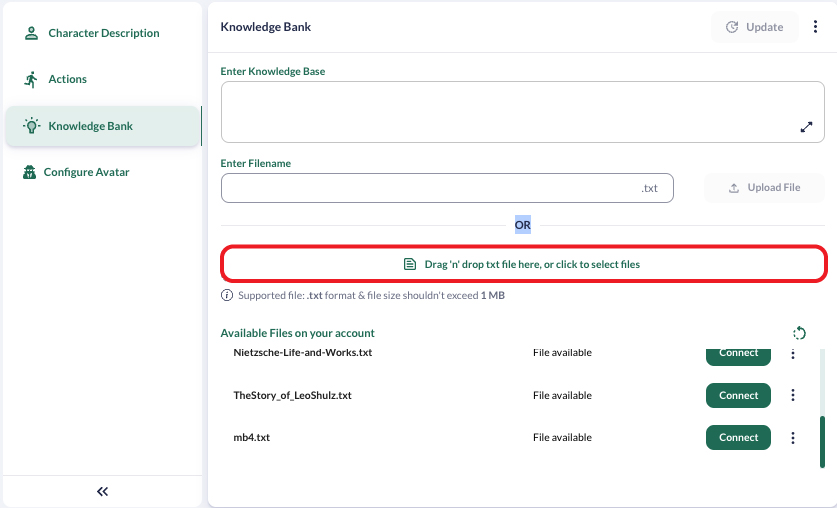 Character Description
Actions
Knowledge Bank
Configure Avatar
Knowledge Bank
Update
Enter Knowledge Base
Enter Filename
.txt
Upload File
OR
Drag 'n' drop txt file here, or click to select files
Supported file: .txt format & file size shouldn't exceed 1 MB
Available Files on your account
Nietzsche-Life-and-Works.txt File available Connect
TheStory_of_LeoShulz.txt File available Connect
mb4.txt File available Connect